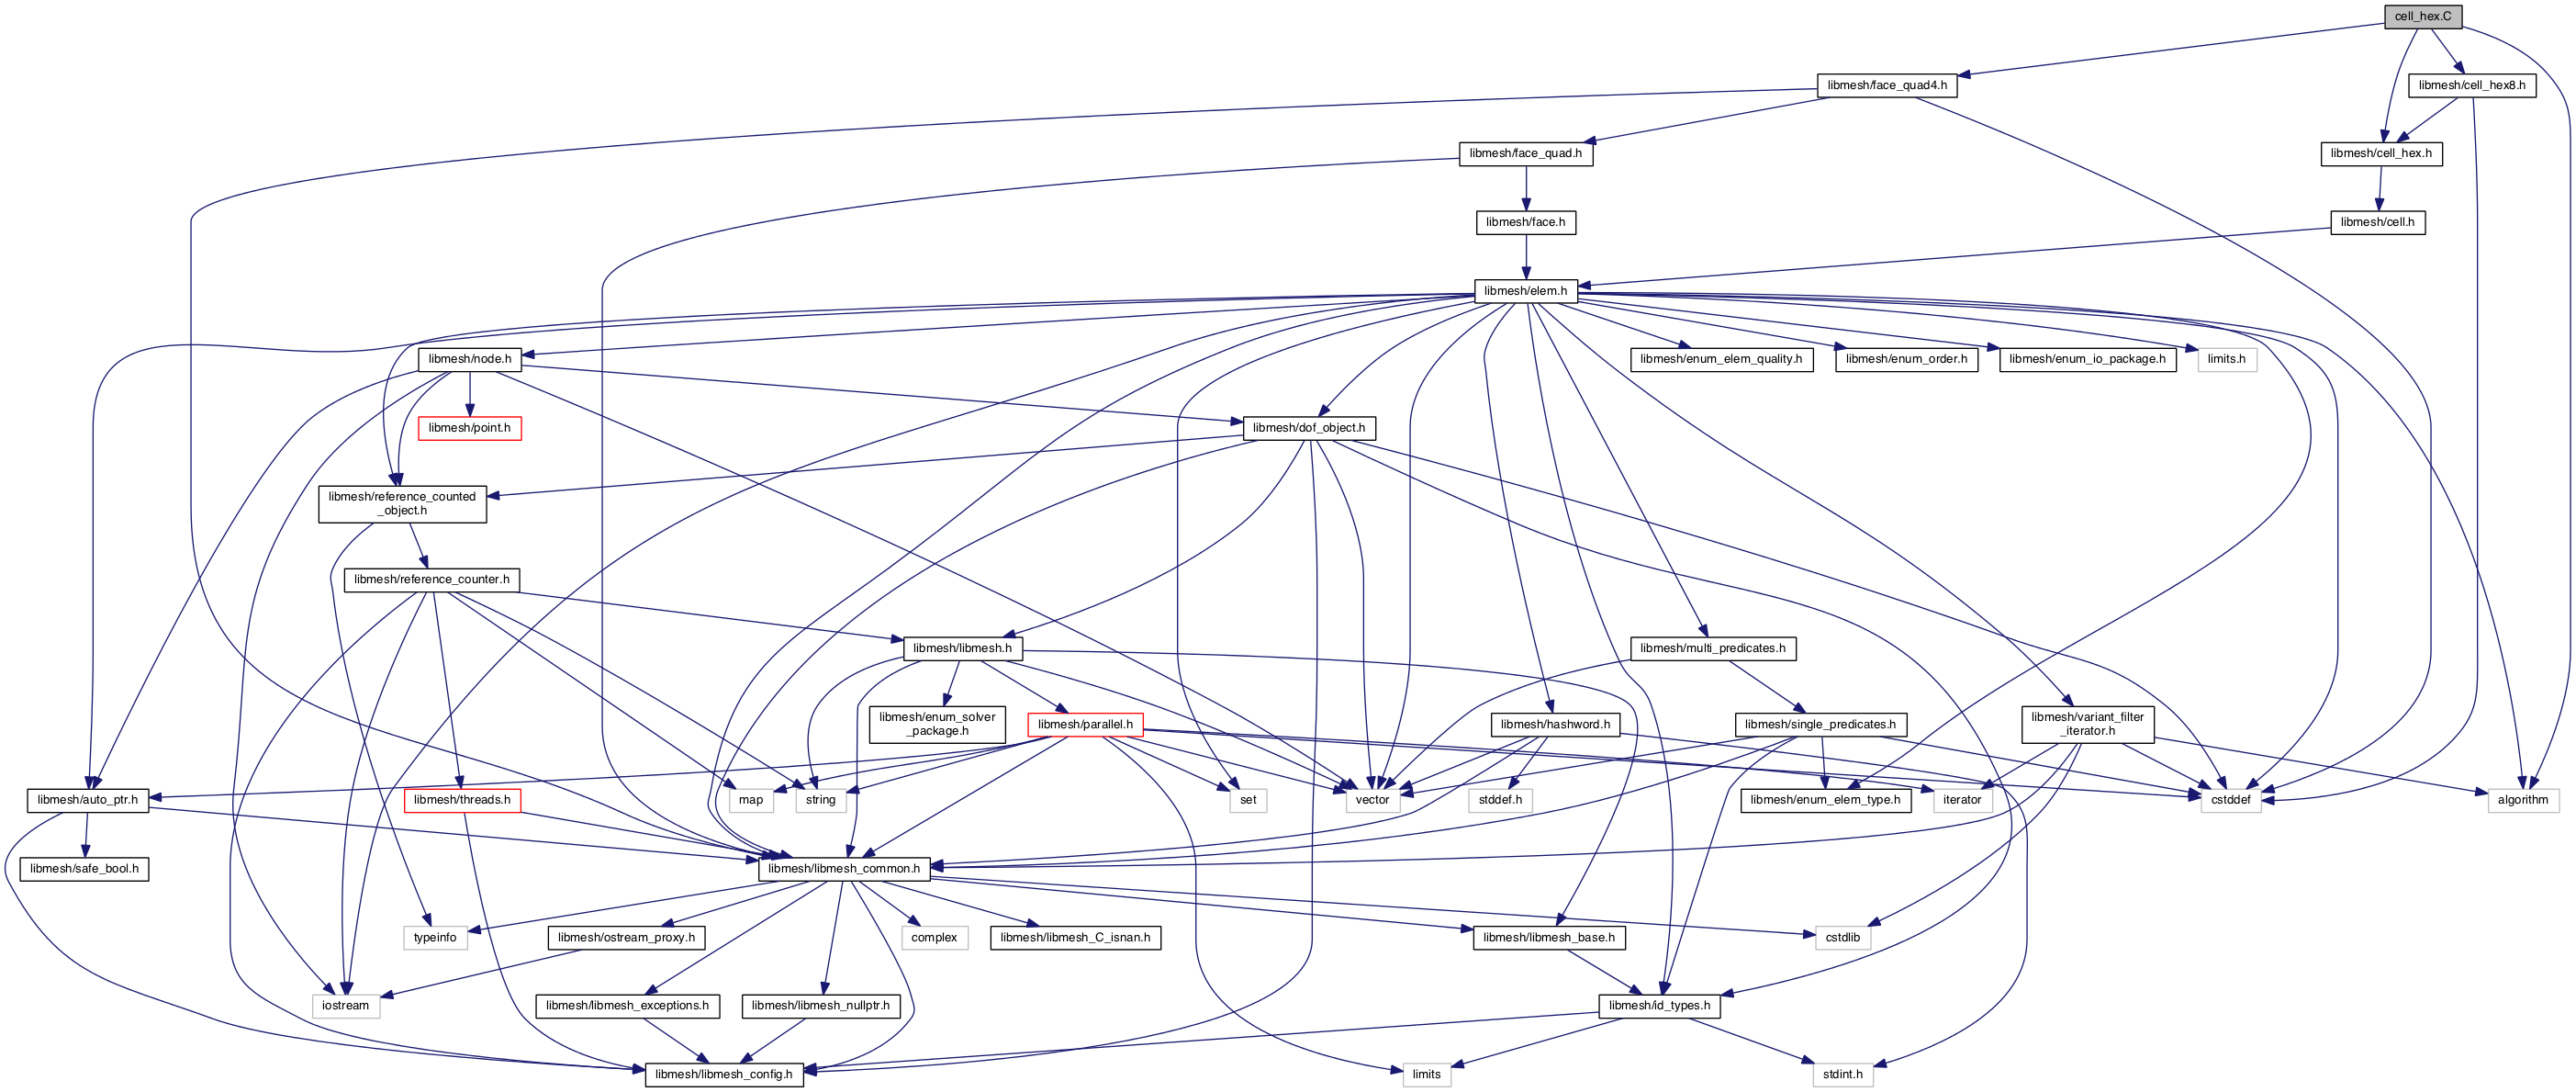 cell_hex.C
libmesh/face_quad4.h
libmesh/cell_hex8.h
libmesh/face_quad.h
libmesh/cell_hex.h
libmesh/face.h
libmesh/cell.h
libmesh/elem.h
libmesh/node.h
libmesh/enum_elem_quality.h
libmesh/enum_order.h
libmesh/enum_io_package.h
limits.h
libmesh/point.h
libmesh/dof_object.h
libmesh/reference_counted
_object.h
libmesh/reference_counter.h
libmesh/libmesh.h
libmesh/multi_predicates.h
libmesh/enum_solver
_package.h
libmesh/parallel.h
libmesh/hashword.h
libmesh/single_predicates.h
libmesh/variant_filter
_iterator.h
libmesh/auto_ptr.h
libmesh/threads.h
map
string
set
vector
stddef.h
libmesh/enum_elem_type.h
iterator
cstddef
algorithm
libmesh/safe_bool.h
libmesh/libmesh_common.h
typeinfo
libmesh/ostream_proxy.h
complex
libmesh/libmesh_C_isnan.h
libmesh/libmesh_base.h
cstdlib
iostream
libmesh/libmesh_exceptions.h
libmesh/libmesh_nullptr.h
libmesh/id_types.h
libmesh/libmesh_config.h
limits
stdint.h